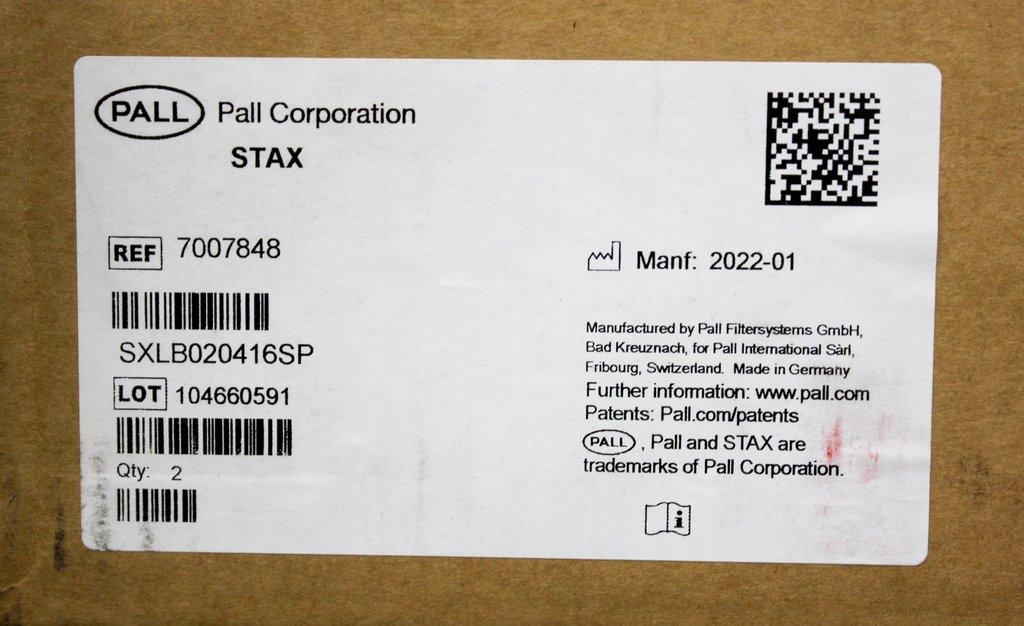 PALL Pall Corporation
STAX
REF 7007848
SXLB020416SP
LOT 104660591
Qty: 2
Manf: 2022-01
Manufactured by Pall Filtersystems GmbH,
Bad Kreuznach, for Pall International Sàrl,
Fribourg, Switzerland. Made in Germany
Further information: www.pall.com
Patents: Pall.com/patents
PALL , Pall and STAX are
trademarks of Pall Corporation.
i